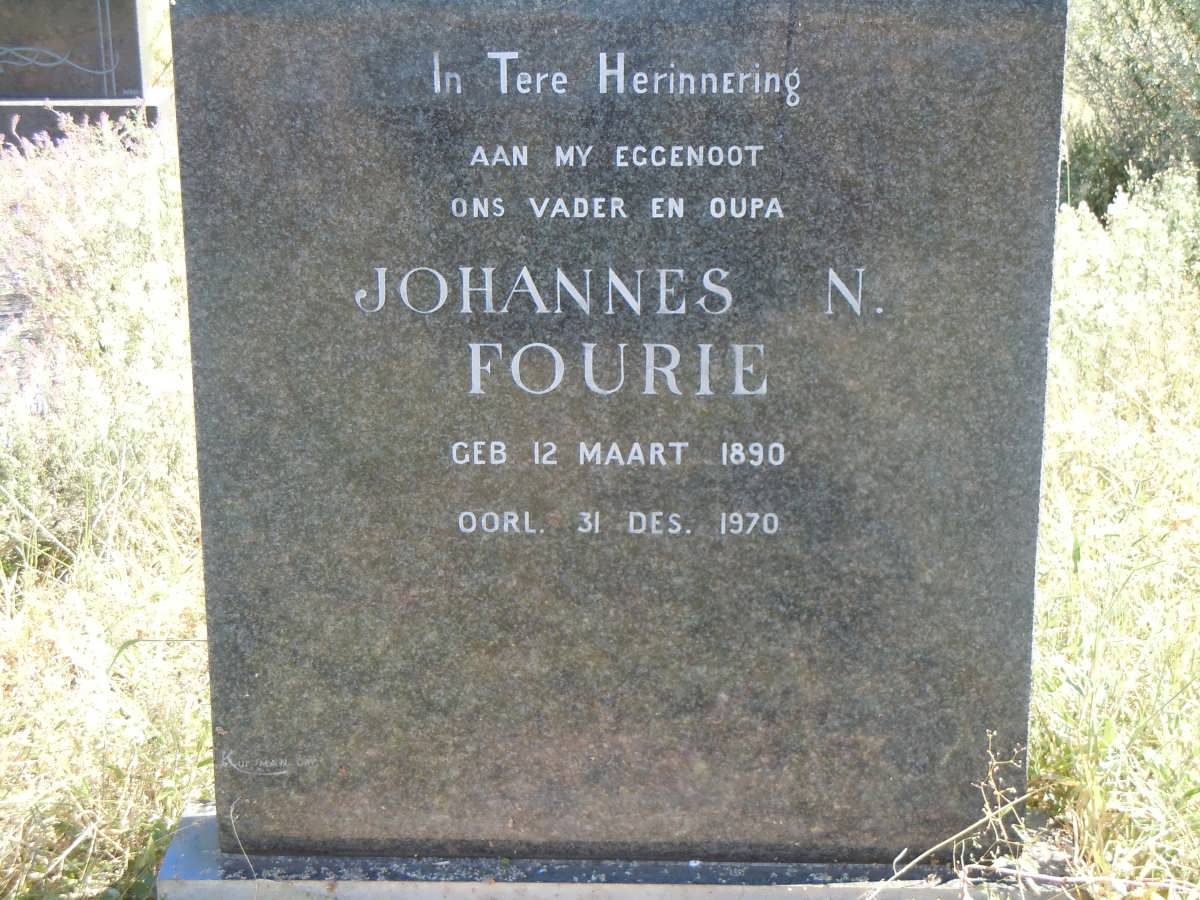 In Tere Herinnering
AAN MY EGGENOOT
ONS VADER EN OUPA
JOHANNES N.
FOURIE
GEB 12 MAART 1890
OORL. 31 DES. 1970